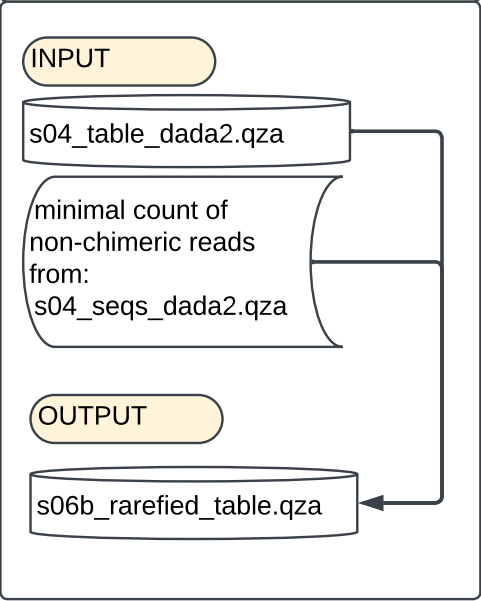 INPUT
s04_table_dada2.qza
minimal count of
non-chimeric reads
from:
s04_seqs_dada2.qza
OUTPUT
s06b_rarefied_table.qza